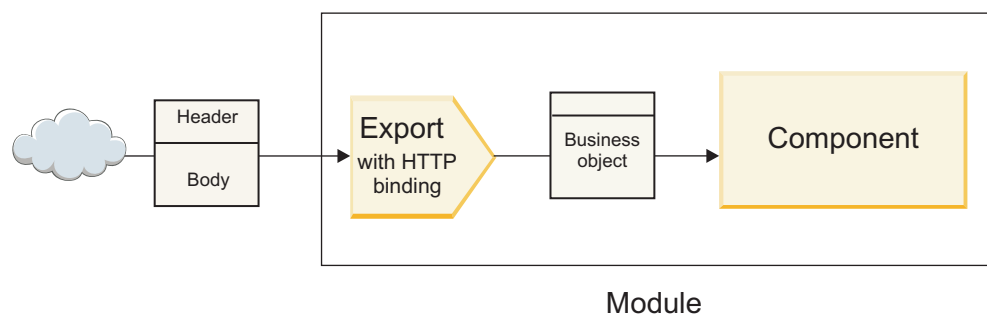 Header
Body
Export
with HTTP
binding
Business
object
Component
Module